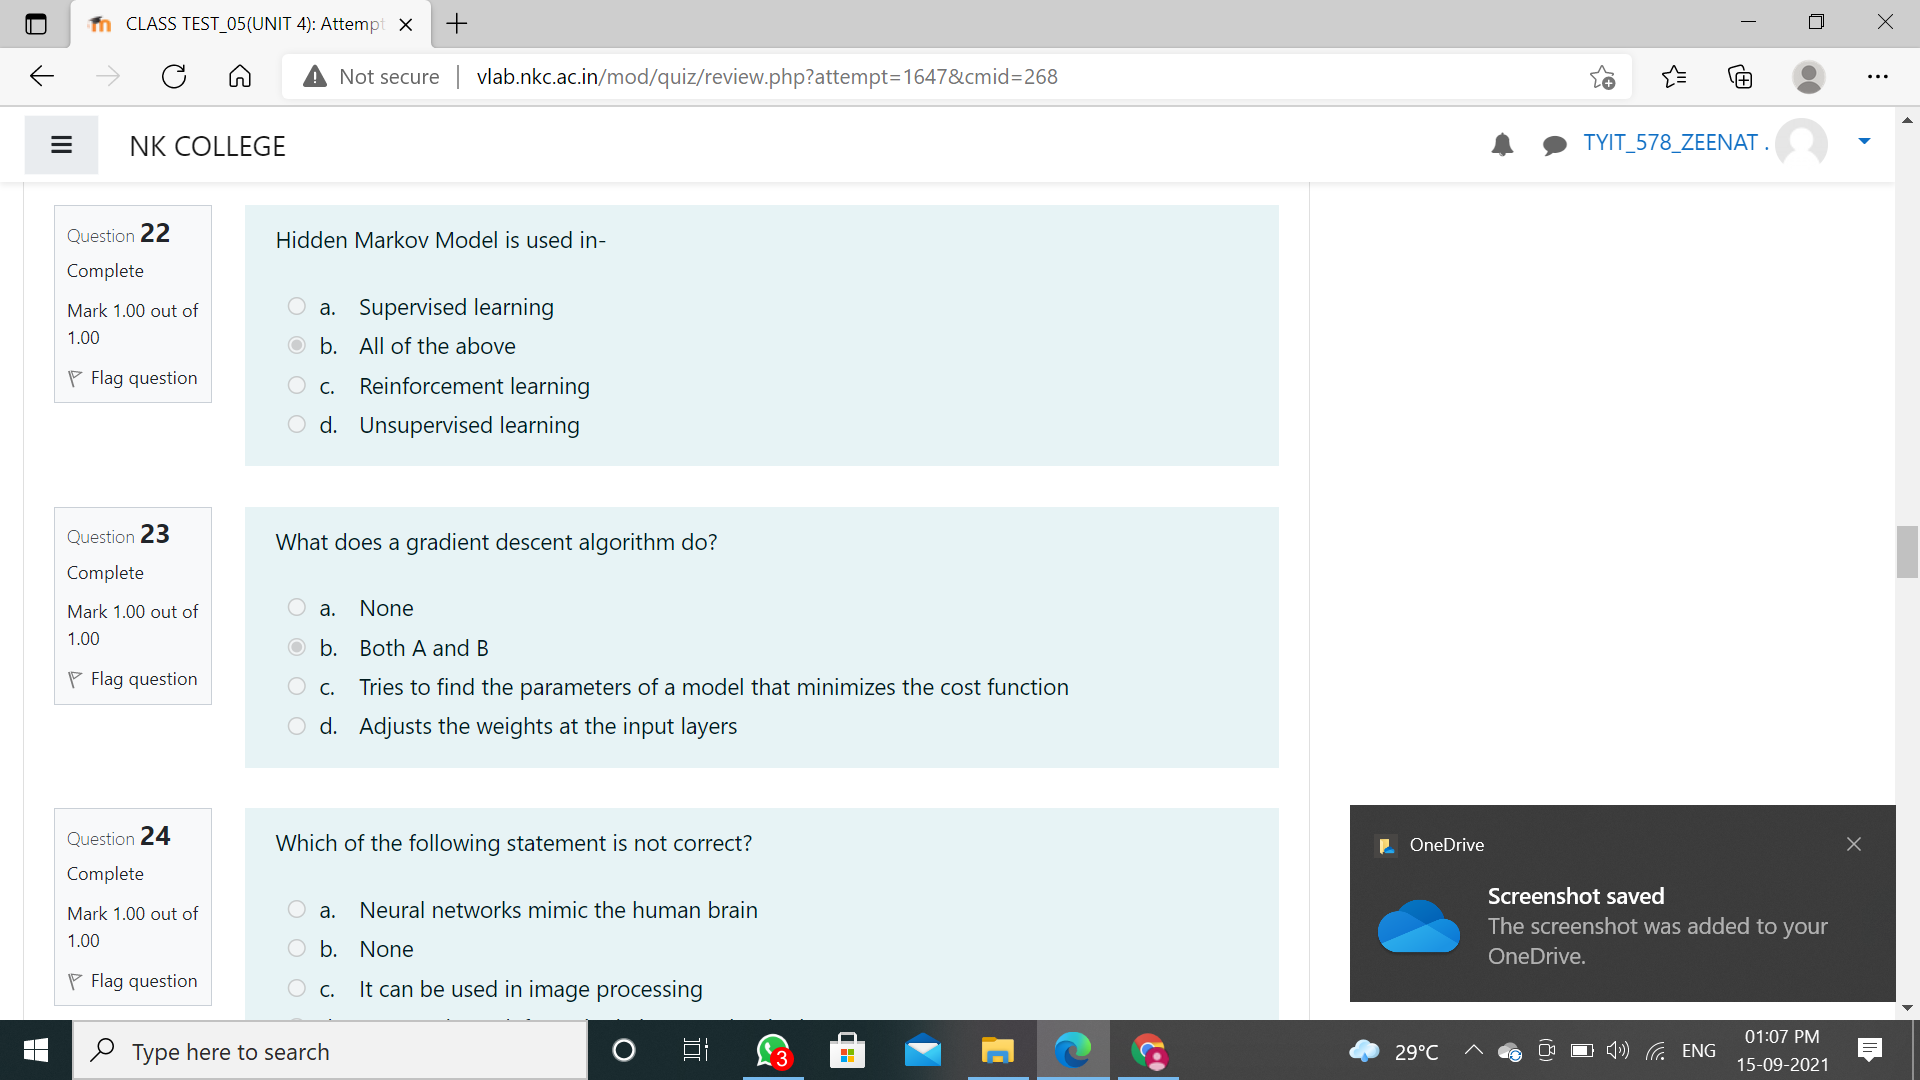 CLASS TEST_05(UNIT 4): Attempt
Not secure
vlab.nkc.ac.in/mod/quiz/review.php?attempt=1647&cmid=268
NK COLLEGE
TYIT_578_ZEENAT .
Question 22
Complete
Mark 1.00 out of
1.00
Flag question
Hidden Markov Model is used in-
a. Supervised learning
b. All of the above
c. Reinforcement learning
d. Unsupervised learning
Question 23
Complete
Mark 1.00 out of
1.00
Flag question
What does a gradient descent algorithm do?
a. None
b. Both A and B
c. Tries to find the parameters of a model that minimizes the cost function
d. Adjusts the weights at the input layers
Question 24
Complete
Mark 1.00 out of
1.00
Flag question
Which of the following statement is not correct?
a. Neural networks mimic the human brain
b. None
c. It can be used in image processing
OneDrive
Screenshot saved
The screenshot was added to your
OneDrive.
Type here to search
3
29°C
ENG
01:07 PM
15-09-2021